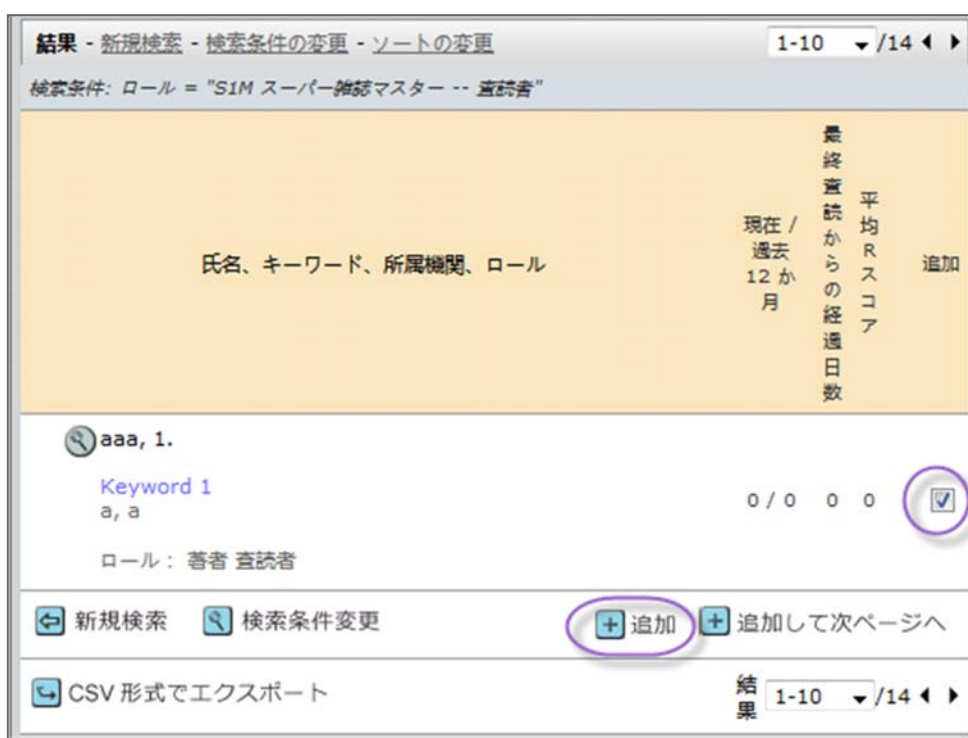 結果 - 新規検索 - 検索条件の変更 - ソートの変更 1-10 /14
検索条件: ロール = "S1M スーパー雑誌マスター -- 査読者"
氏名、キーワード、所属機関、ロール
現在 /
過去
12 か
月
最終査読からの経過日数
平均Rスコア
追加
aaa, 1.
Keyword 1
a, a
0 / 0 0 0
ロール : 著者 査読者
新規検索 検索条件変更 追加 追加して次ページへ
CSV 形式でエクスポート 結果 1-10 /14